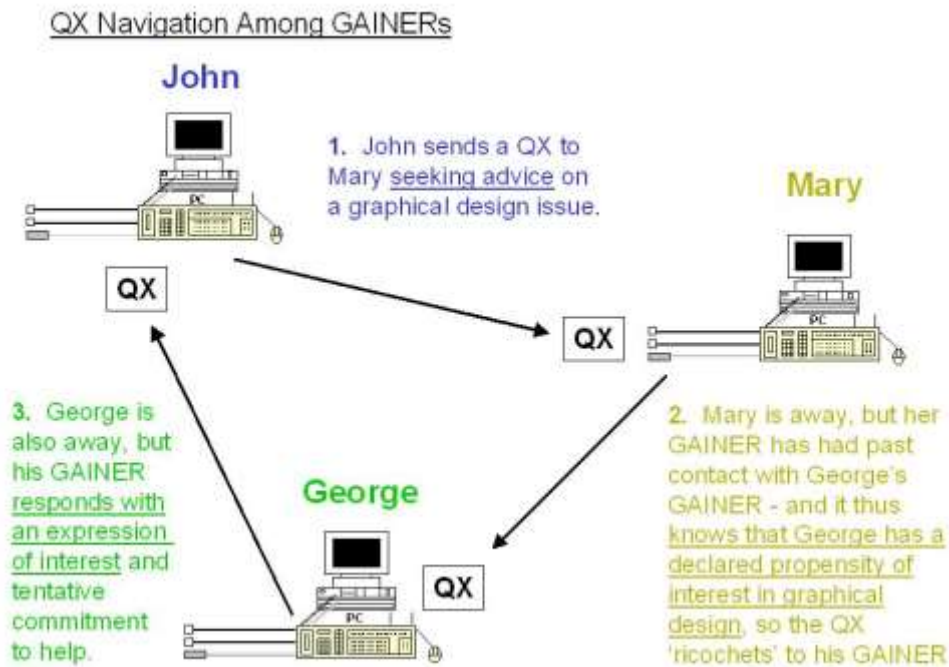 QX Navigation Among GAINERs
John
1. John sends a QX to
Mary seeking advice on
a graphical design issue.
Mary
PC
QX
PC
QX
3. George is
also away, but
his GAINER
responds with
an expression
of interest and
tentative
commitment
to help.
George
QX
PC
2. Mary is away, but her
GAINER has had past
contact with George's
GAINER - and it thus
knows that George has a
declared propensity of
interest in graphical
design, so the QX
'ricochets' to his GAINER